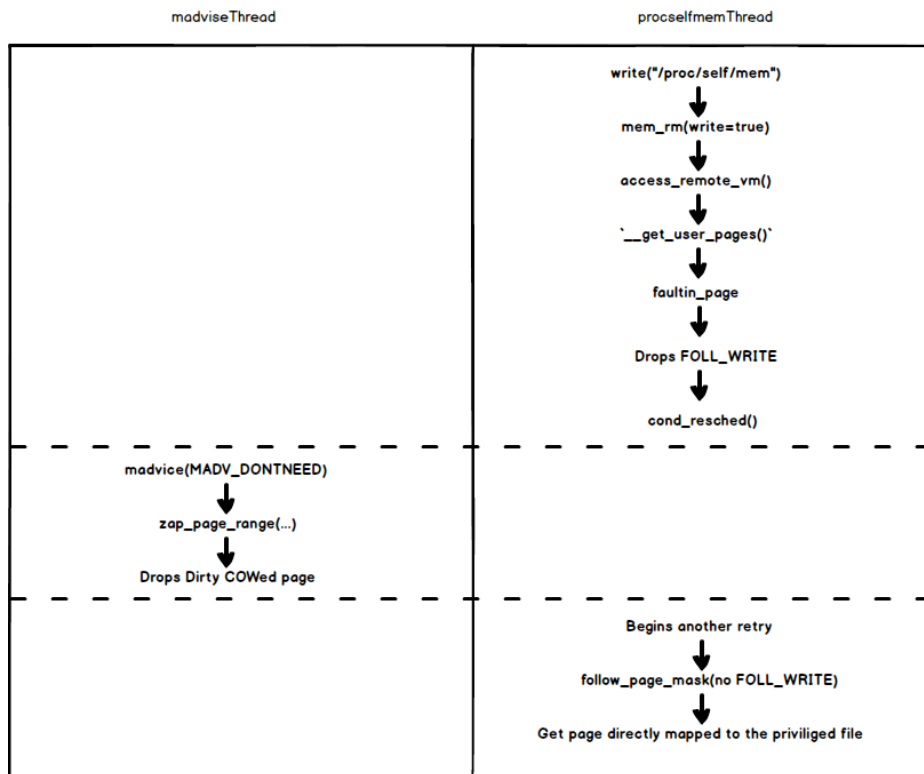 madviseThread
procselfmemThread
write("/proc/self/mem")
mem_rm(write=true)
access_remote_vm()
`__get_user_pages()`
faultin_page
Drops FOLL_WRITE
cond_resched()
madvice(MADV_DONTNEED)
zap_page_range(...)
Drops Dirty COWed page
Begins another retry
follow_page_mask(no FOLL_WRITE)
Get page directly mapped to the priviliged file